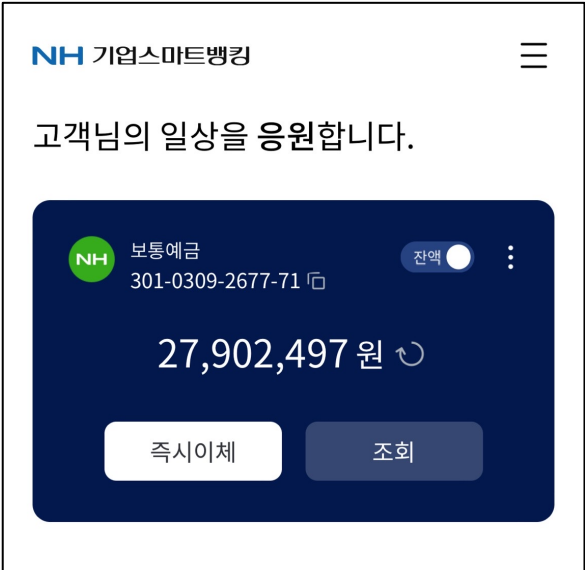 NH 기업스마트뱅킹
고객님의 일상을 응원합니다.
NH
보통예금
잔액
301-0309-2677-71
27,902,497 원
즉시이체
조회